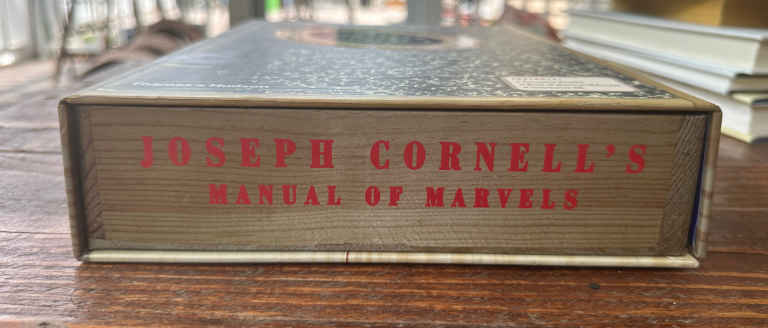 JOSEPH CORNELL'S
MANUAL OF MARVELS